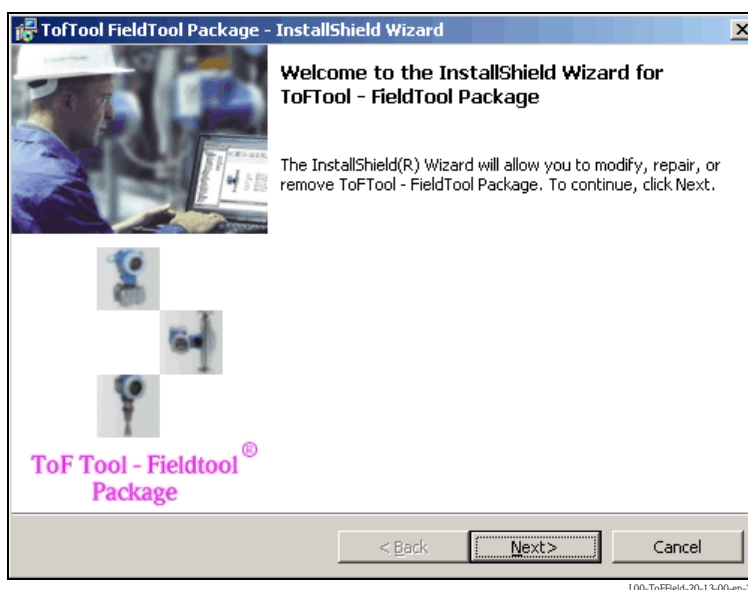 TofTool FieldTool Package - InstallShield Wizard
Welcome to the InstallShield Wizard for
ToFTool - FieldTool Package
The InstallShield(R) Wizard will allow you to modify, repair, or
remove ToFTool - FieldTool Package. To continue, click Next.
ToF Tool - Fieldtool ®
Package
< Back
Next>
Cancel